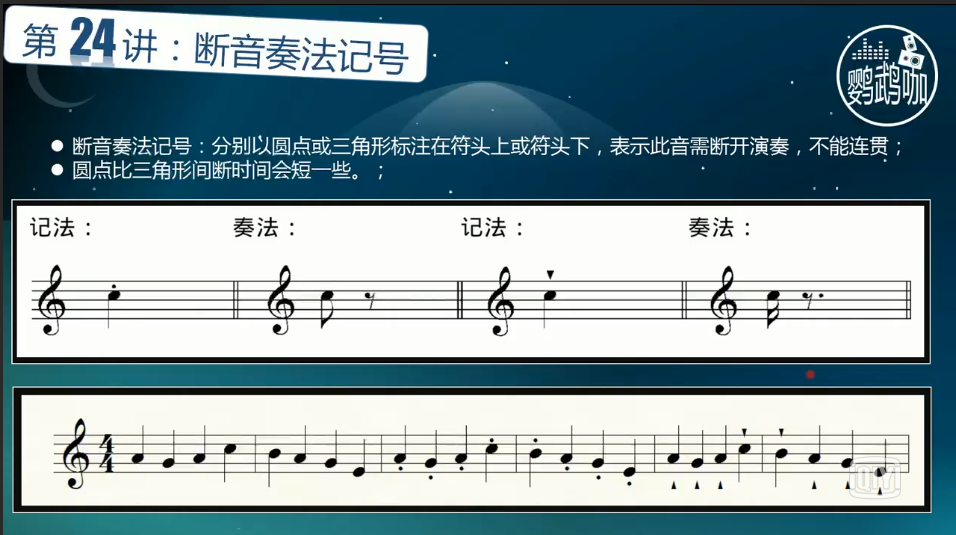 第 24 讲：断音奏法记号
鹦鹉咖
● 断音奏法记号：分别以圆点或三角形标注在符头上或符头下，表示此音需断开演奏，不能连贯；
● 圆点比三角形间断时间会短一些。；
记法： 奏法： 记法： 奏法：
4
4
QIY